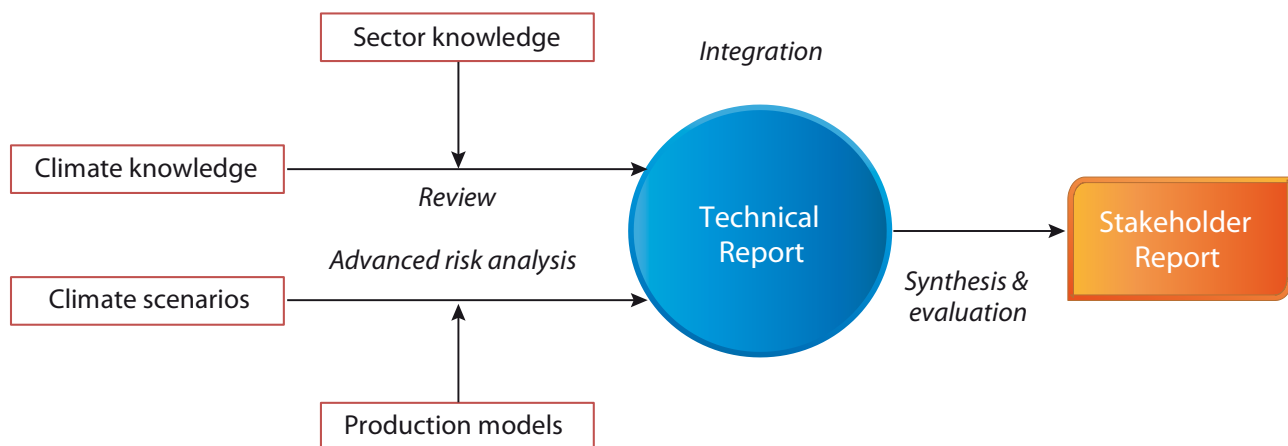 Sector knowledge
Integration
Climate knowledge
Review
Technical
Report
Stakeholder
Report
Advanced risk analysis
Climate scenarios
Synthesis &
evaluation
Production models